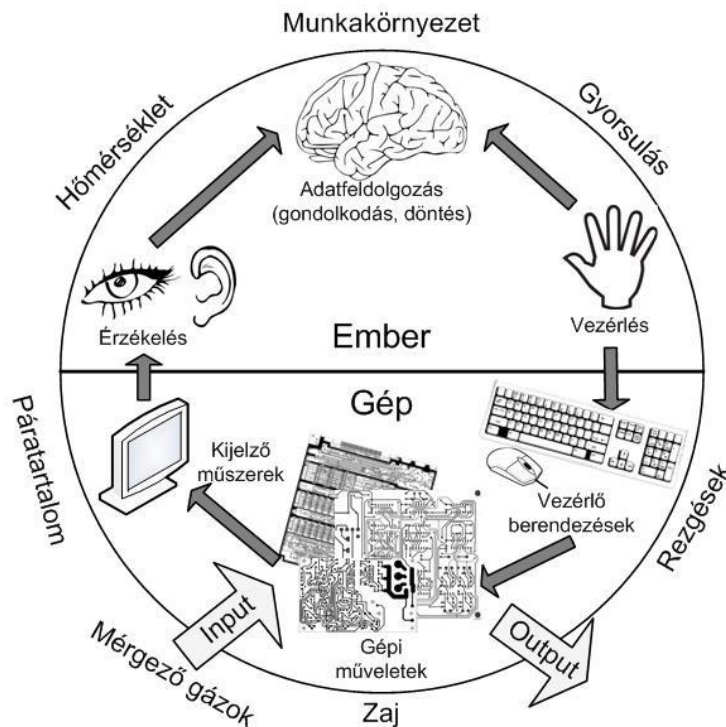 Munkakörnyezet
Hőmérséklet
Gyorsulás
Adatfeldolgozás
(gondolkodás, döntés)
Érzékelés
Vezérlés
Ember
Gép
Páratartalom
Kijelző
műszerek
Vezérlő
berendezések
Rezgések
Input
Output
Mérgező gázok
Gépi
műveletek
Zaj